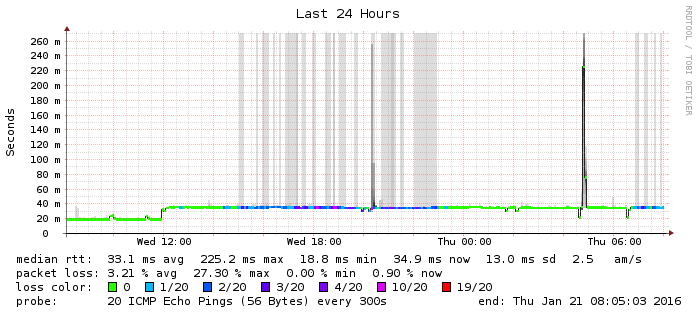 Last 24 Hours
RRDTOOL / TOBI OETIKER
Seconds
260 m
240 m
220 m
200 m
180 m
160 m
140 m
120 m
100 m
80 m
60 m
40 m
20 m
0
Wed 12:00 Wed 18:00 Thu 00:00 Thu 06:00
median rtt: 33.1 ms avg 225.2 ms max 18.8 ms min 34.9 ms now 13.0 ms sd 2.5 am/s
packet loss: 3.21 % avg 27.30 % max 0.00 % min 0.90 % now
loss color: 0 1/20 2/20 3/20 4/20 10/20 19/20
probe: 20 ICMP Echo Pings (56 Bytes) every 300s end: Thu Jan 21 08:05:03 2016